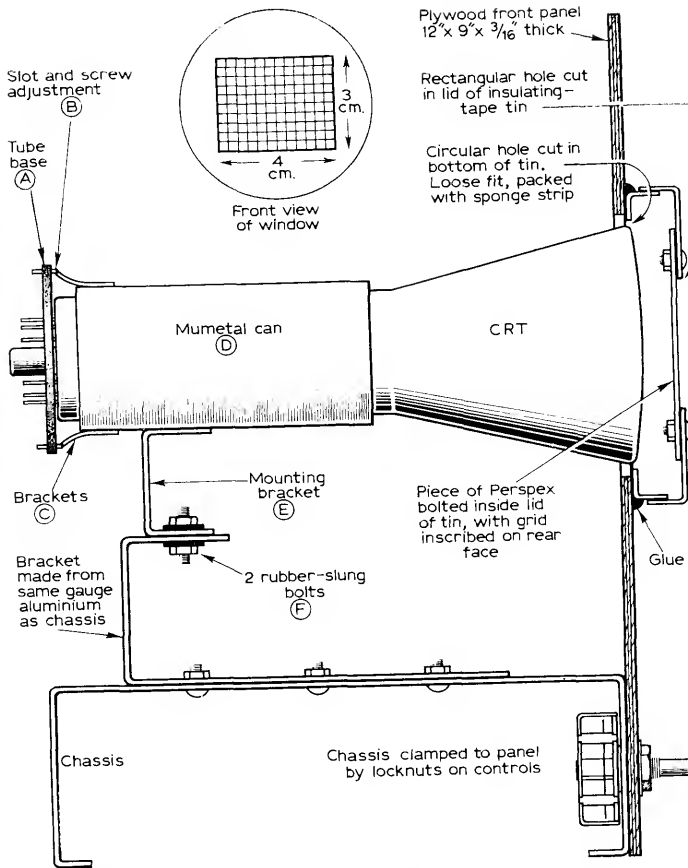 Plywood front panel
12"x 9"x 3/16" thick
Slot and screw
adjustment
B
Rectangular hole cut
in lid of insulating-
tape tin
3
cm.
Tube
base
A
4
cm.
Circular hole cut in
bottom of tin.
Loose fit, packed
with sponge strip
Front view
of window
Mumetal can
D
CRT
Brackets
C
Mounting
bracket
E
Piece of Perspex
bolted inside lid
of tin, with grid
inscribed on rear
face
Glue
Bracket
made from
same gauge
aluminium
as chassis
2 rubber-slung
bolts
F
Chassis
Chassis clamped to panel
by locknuts on controls